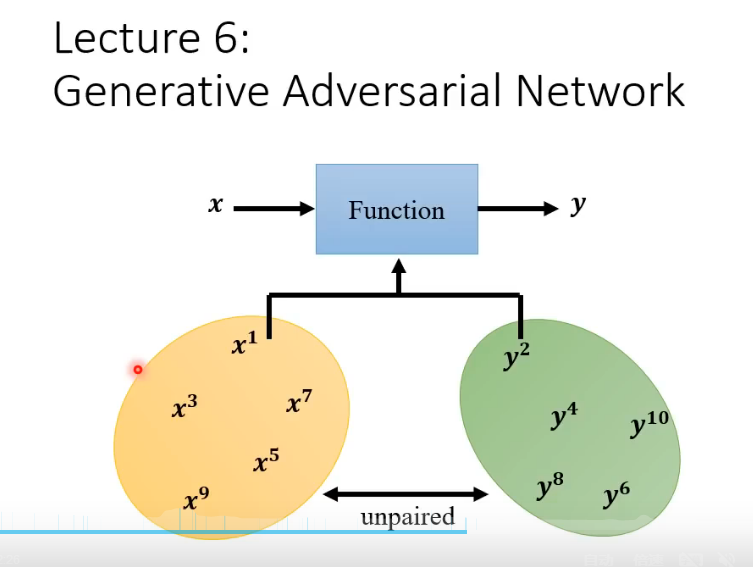 Lecture 6:
Generative Adversarial Network
x
Function
y
x¹
x³
x⁷
x⁵
x⁹
y²
y⁴
y¹⁰
y⁸
y⁶
unpaired